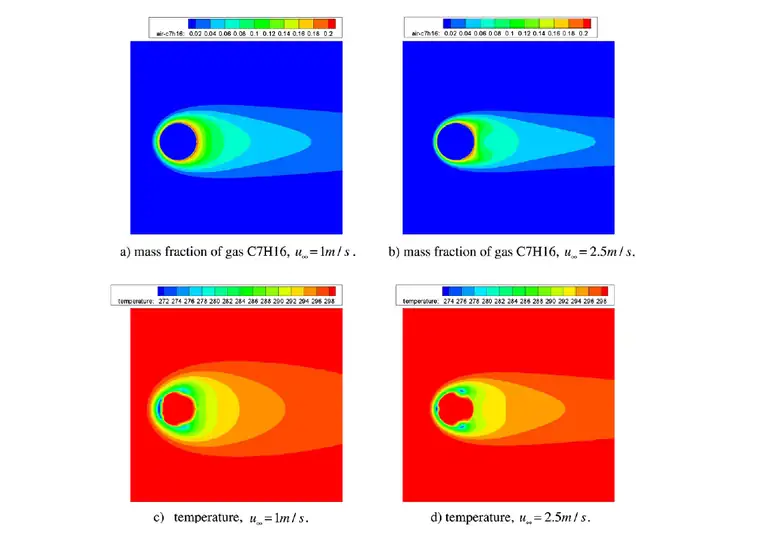 air-c7h16: 0.02 0.04 0.06 0.08 0.1 0.12 0.14 0.16 0.18 0.2
air-c7h16: 0.02 0.04 0.06 0.08 0.1 0.12 0.14 0.16 0.18 0.2
a) mass fraction of gas C7H16, u∞ = 1m / s .
b) mass fraction of gas C7H16, u∞ = 2.5m / s.
temperature: 272 274 276 278 280 282 284 286 288 290 292 294 296 298
temperature: 272 274 276 278 280 282 284 286 288 290 292 294 296 298
c) temperature, u∞ = 1m / s.
d) temperature, u∞ = 2.5m / s.